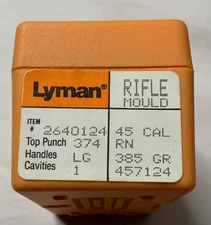 Lyman® RIFLE
MOULD
ITEM
# 2640124 45 CAL
Top Punch 374 RN
Handles LG 385 GR
Cavities 1 457124